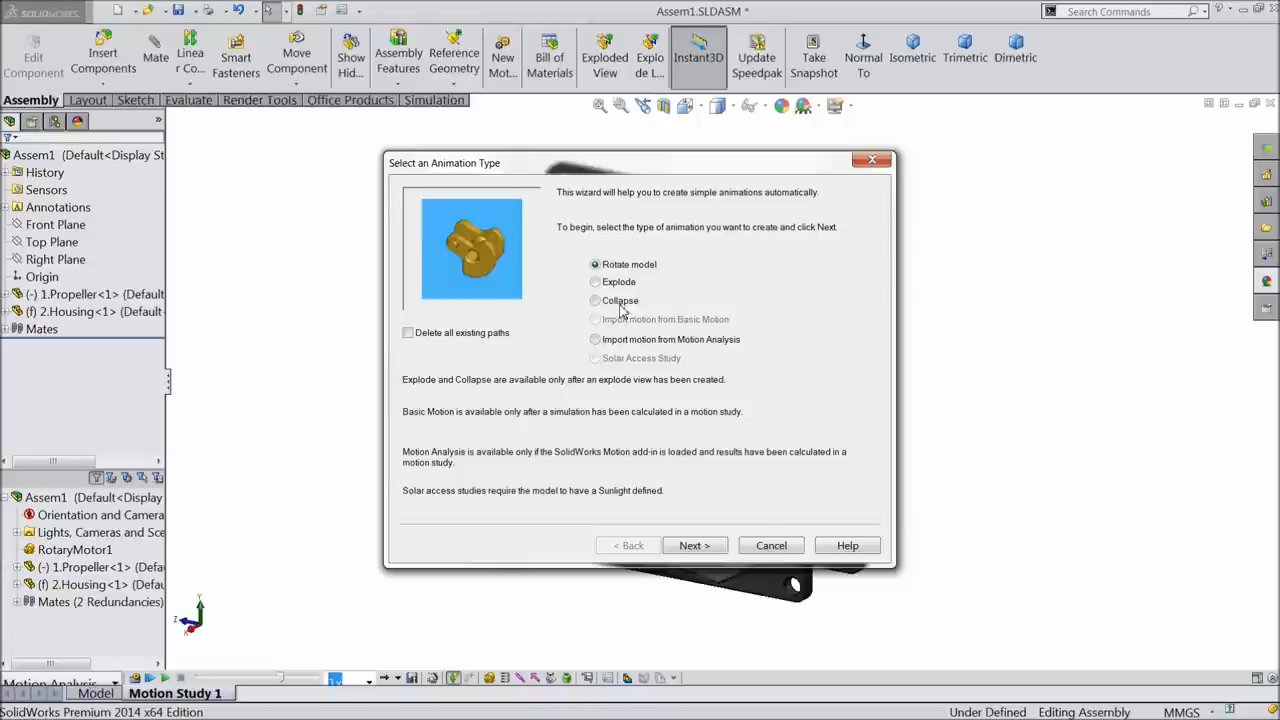 SOLIDWORKS
Assem1.SLDASM *
Search Commands
Edit Component
Insert Components
Mate
Linea r Co...
Smart Fasteners
Move Component
Show Hid...
Assembly Features
Reference Geometry
New Mot...
Bill of Materials
Exploded View
Explo de L...
Instant3D
Update Speedpak
Take Snapshot
Normal To
Isometric
Trimetric
Dimetric
Assembly
Layout
Sketch
Evaluate
Render Tools
Office Products
Simulation
Assem1 (Default<Display St
History
Sensors
Annotations
Front Plane
Top Plane
Right Plane
Origin
(-) 1.Propeller<1> (Defaul
(f) 2.Housing<1> (Default
Mates
Select an Animation Type
This wizard will help you to create simple animations automatically.
To begin, select the type of animation you want to create and click Next.
Rotate model
Explode
Collapse
Import motion from Basic Motion
Import motion from Motion Analysis
Solar Access Study
Delete all existing paths
Explode and Collapse are available only after an explode view has been created.
Basic Motion is available only after a simulation has been calculated in a motion study.
Motion Analysis is available only if the SolidWorks Motion add-in is loaded and results have been calculated in a
motion study.
Solar access studies require the model to have a Sunlight defined.
< Back
Next >
Cancel
Help
Assem1 (Default<Display
Orientation and Camera
Lights, Cameras and Sce
RotaryMotor1
(-) 1.Propeller<1> (Defa
(f) 2.Housing<1> (Defau
Mates (2 Redundancies)
Y
Z
X
Motion Analysis
Model
Motion Study 1
SolidWorks Premium 2014 x64 Edition
Under Defined
Editing Assembly
MMGS